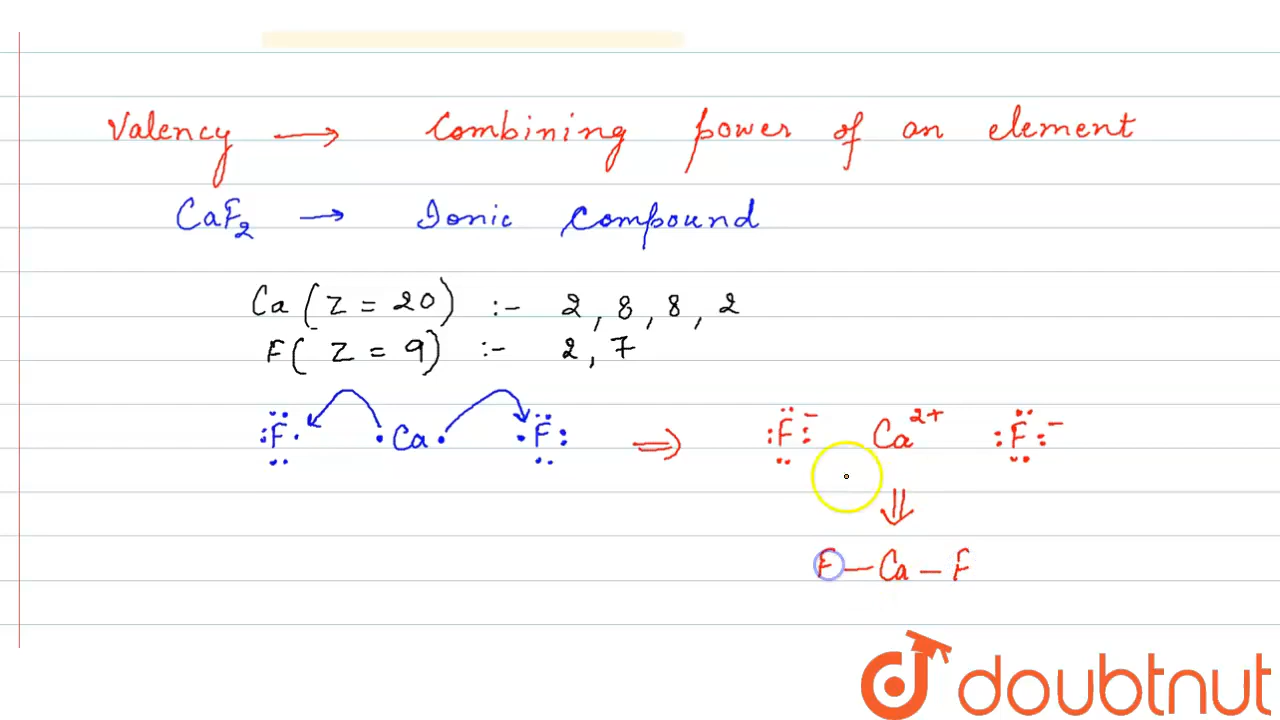 Valency → Combining power of an element
CaF₂ → Ionic Compound
Ca (Z = 20) :- 2, 8, 8, 2
F( Z = 9) :- 2, 7
:F· ·Ca· ·F: ⇒ :F:⁻ Ca²⁺ :F:⁻
⇓
F – Ca – F
doubtnut